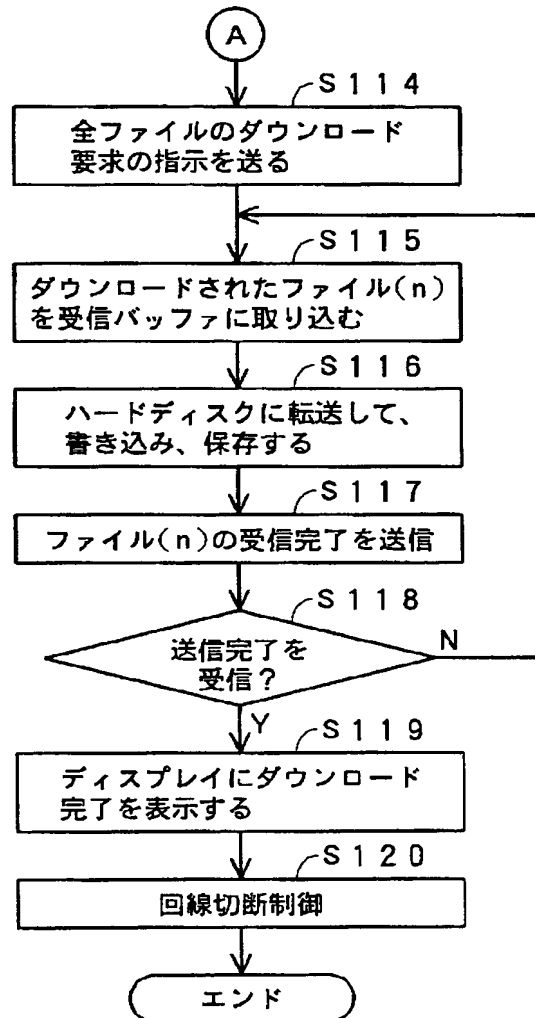 A
S114
全ファイルのダウンロード
要求の指示を送る
S115
ダウンロードされたファイル(n)
を受信バッファに取り込む
S116
ハードディスクに転送して、
書き込み、保存する
S117
ファイル(n)の受信完了を送信
S118
送信完了を
受信?
N
Y
S119
ディスプレイにダウンロード
完了を表示する
S120
回線切断制御
エンド